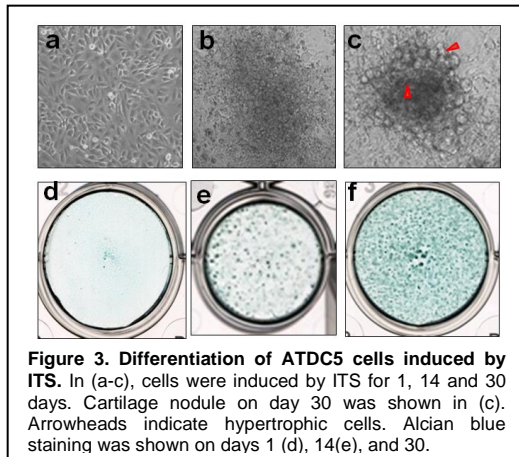 a
b
c
d
e
f
Figure 3. Differentiation of ATDC5 cells induced by
ITS. In (a-c), cells were induced by ITS for 1, 14 and 30
days. Cartilage nodule on day 30 was shown in (c).
Arrowheads indicate hypertrophic cells. Alcian blue
staining was shown on days 1 (d), 14(e), and 30.